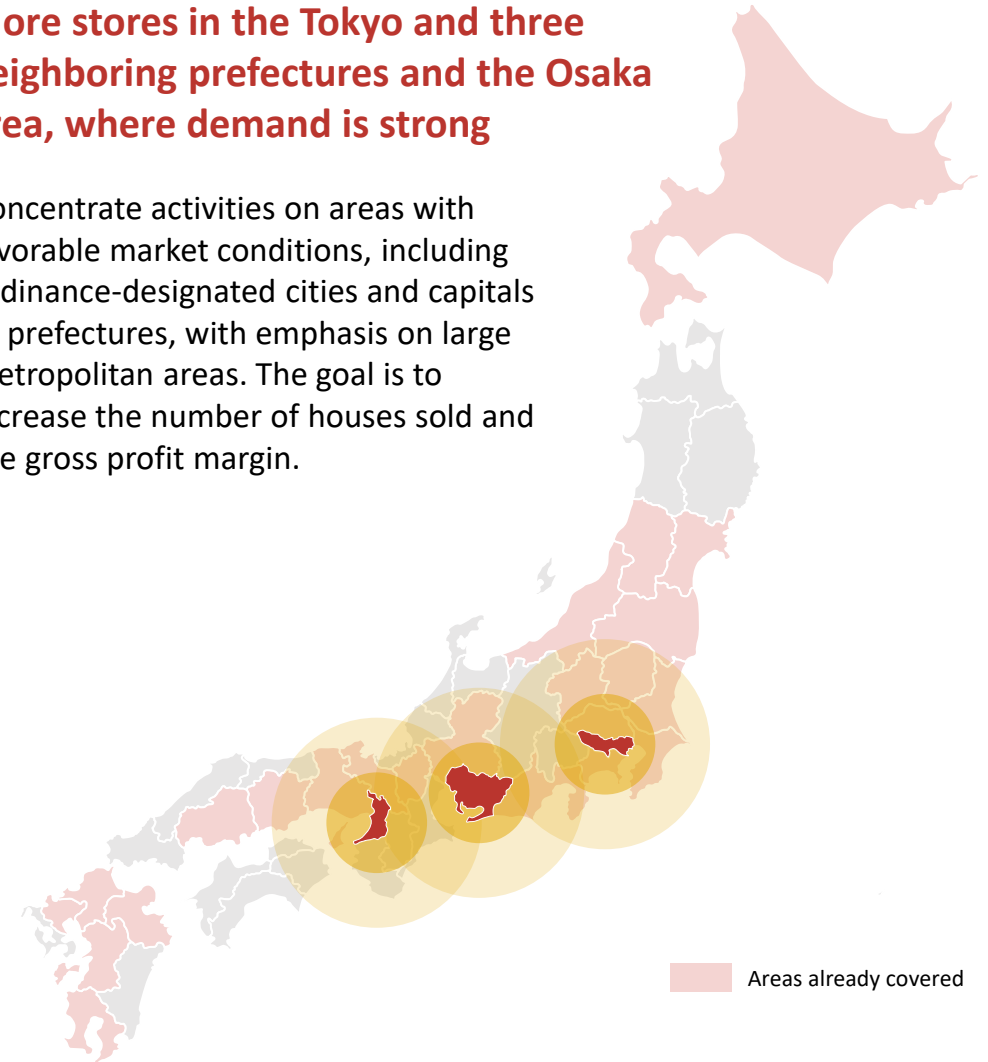 ore stores in the Tokyo and three
eighboring prefectures and the Osaka
rea, where demand is strong
oncentrate activities on areas with
vorable market conditions, including
dinance-designated cities and capitals
prefectures, with emphasis on large
etropolitan areas. The goal is to
crease the number of houses sold and
e gross profit margin.
Areas already covered